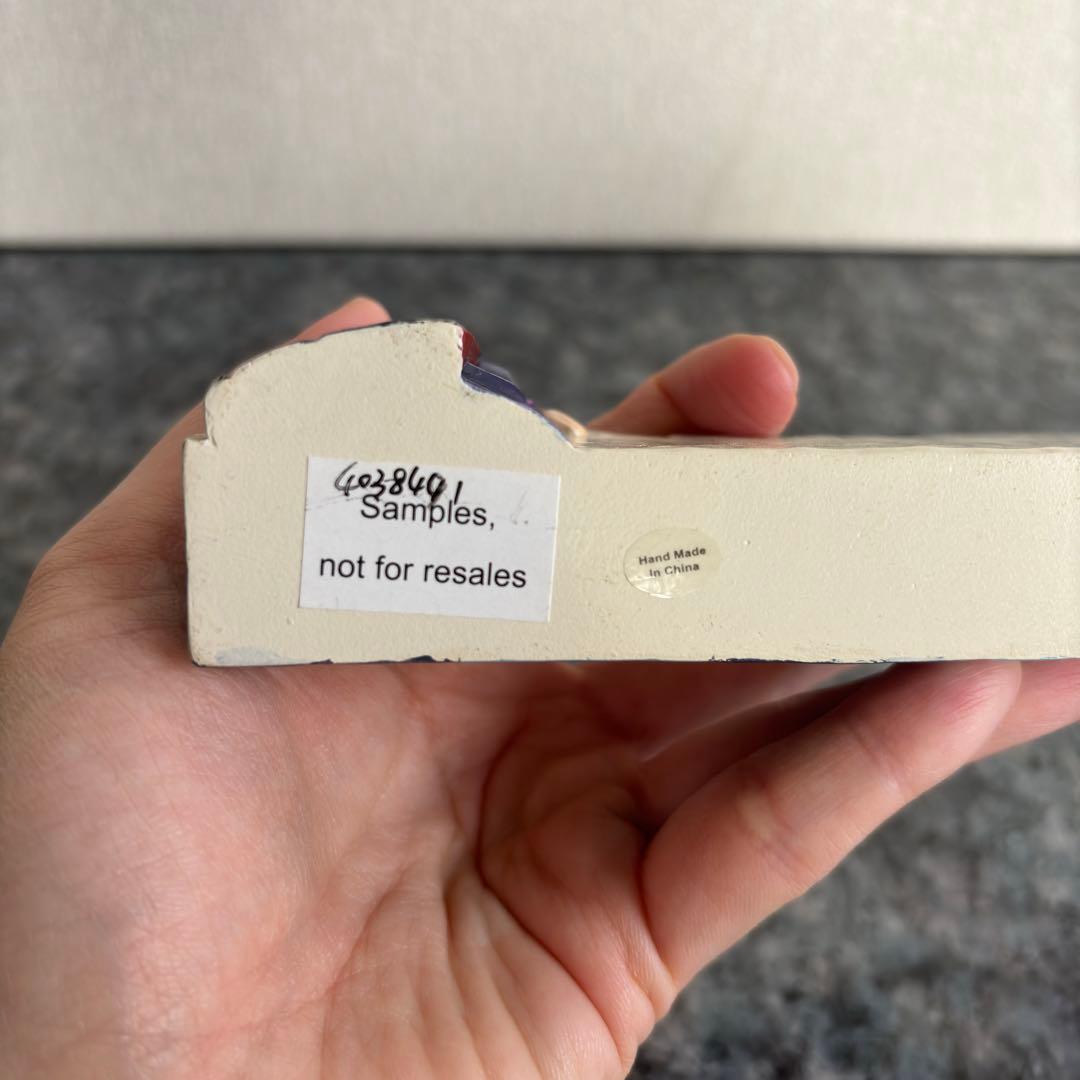 4038491
Samples,
not for resales
Hand Made
In China